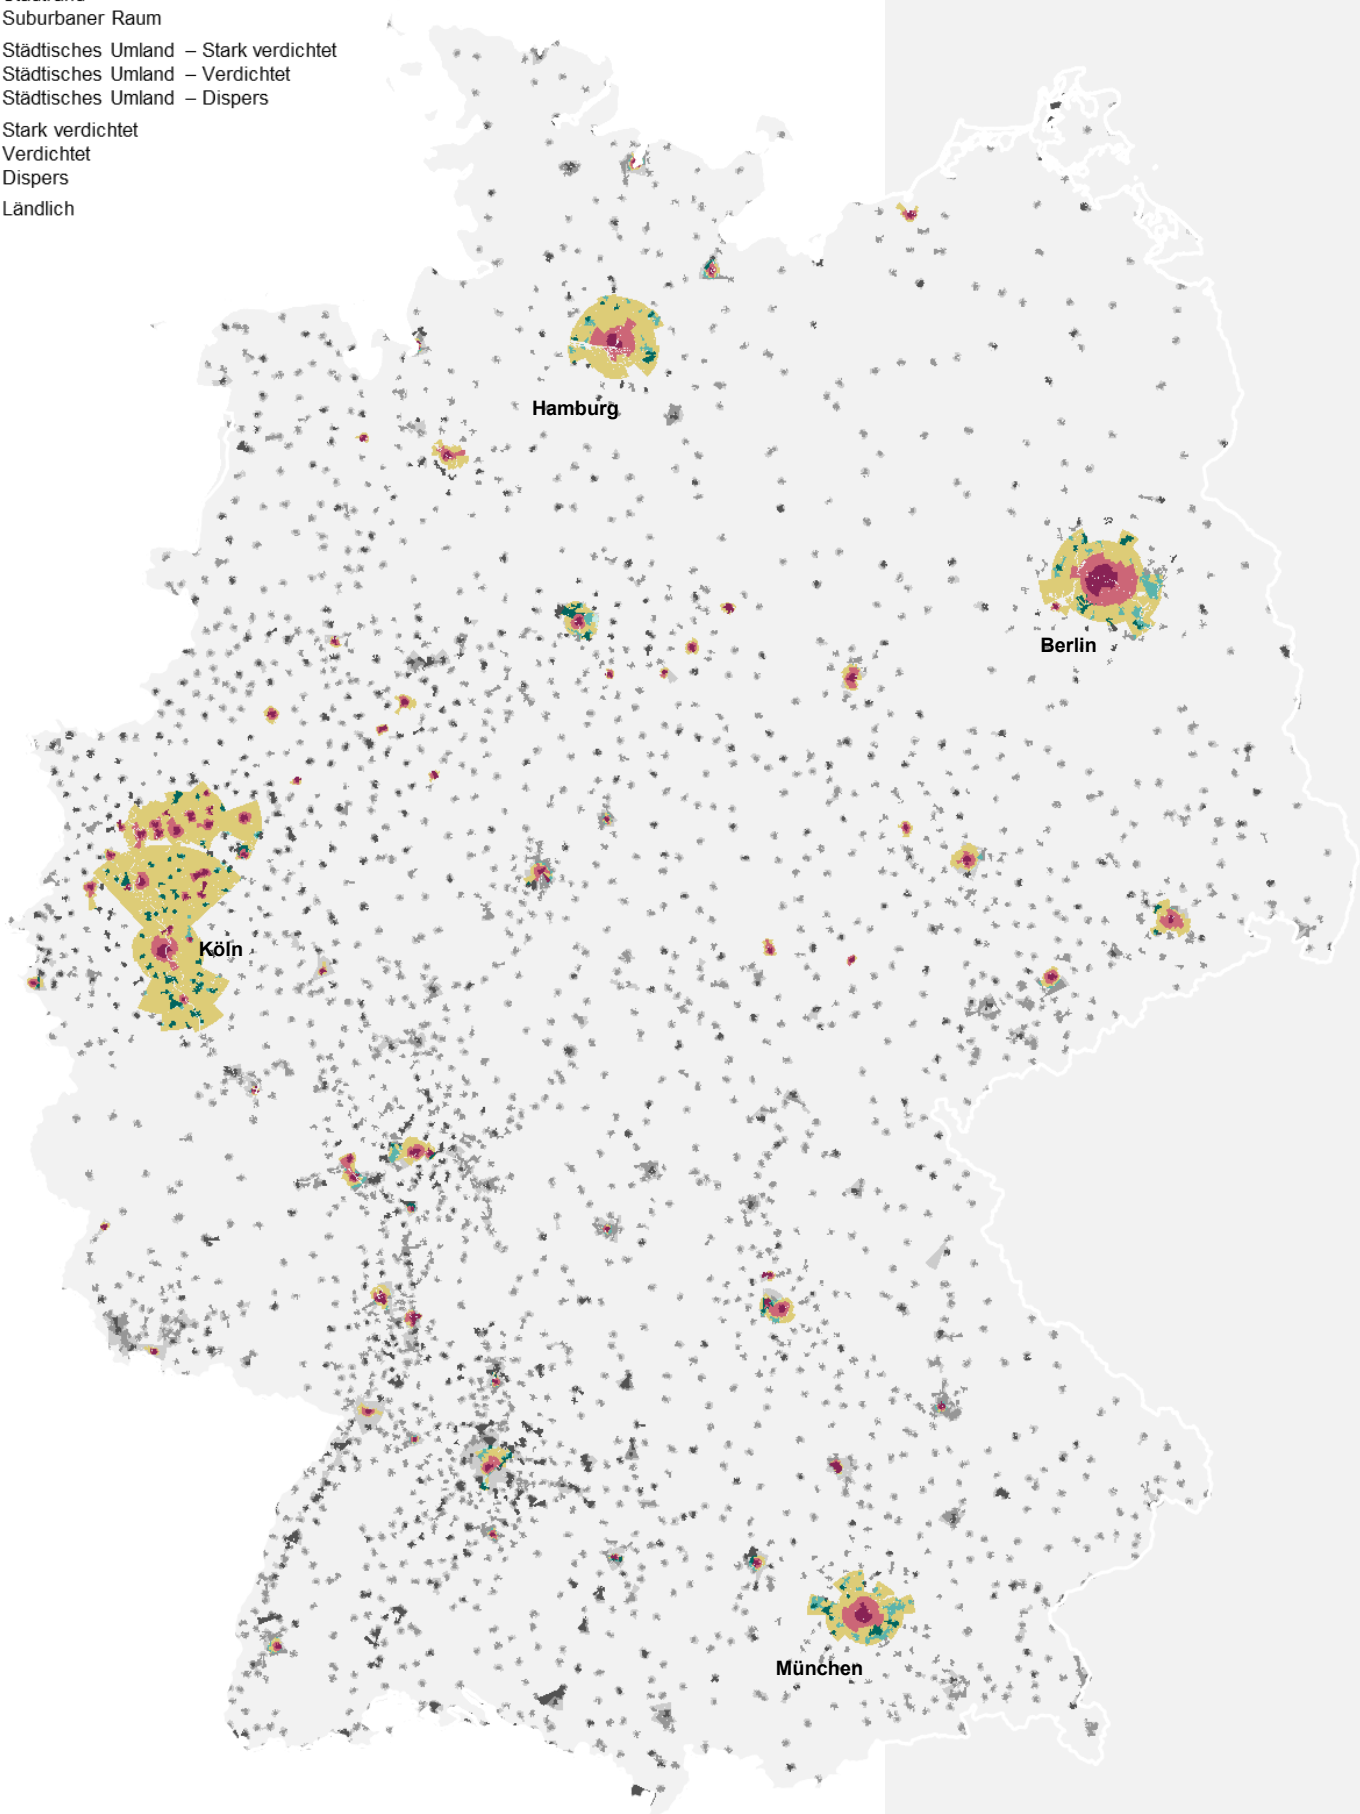 Suburbaner Raum
Städtisches Umland – Stark verdichtet
Städtisches Umland – Verdichtet
Städtisches Umland – Dispers
Stark verdichtet
Verdichtet
Dispers
Ländlich
Hamburg
Berlin
Köln
München